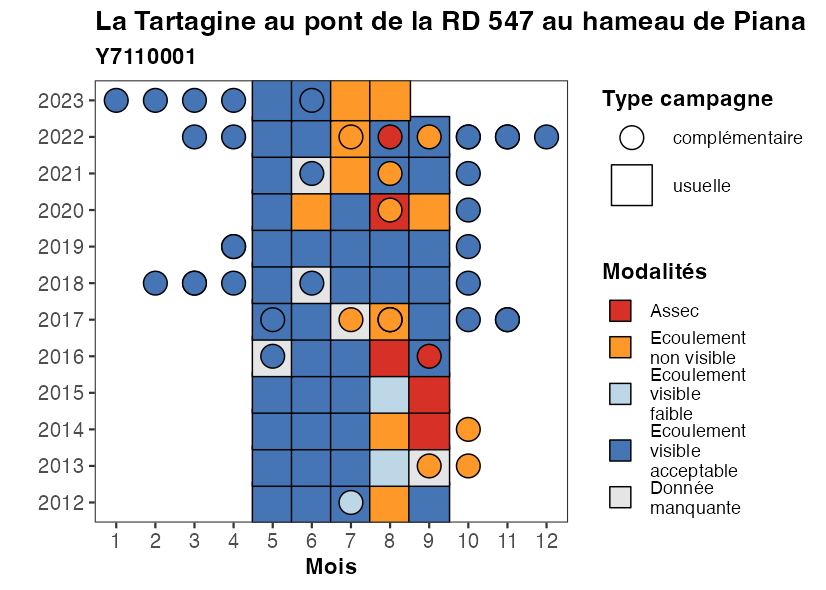 La Tartagine au pont de la RD 547 au hameau de Piana
Y7110001
2023
2022
2021
2020
2019
2018
2017
2016
2015
2014
2013
2012
1 2 3 4 5 6 7 8 9 10 11 12
Mois
Type campagne
complémentaire
usuelle
Modalités
Assec
Ecoulement
non visible
Ecoulement
visible
faible
Ecoulement
visible
acceptable
Donnée
manquante